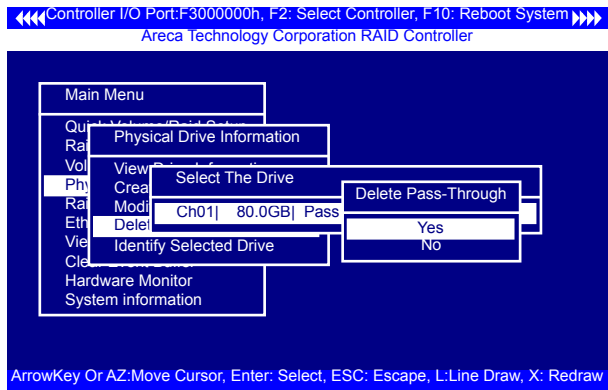 Controller I/O Port:F3000000h, F2: Select Controller, F10: Reboot System
Areca Technology Corporation RAID Controller
Main Menu
Physical Drive Information
View
Select The Drive
Delete Pass-Through
Ch01| 80.0GB| Pass
Yes
No
Identify Selected Drive
Hardware Monitor
System information
ArrowKey Or AZ:Move Cursor, Enter: Select, ESC: Escape, L:Line Draw, X: Redraw